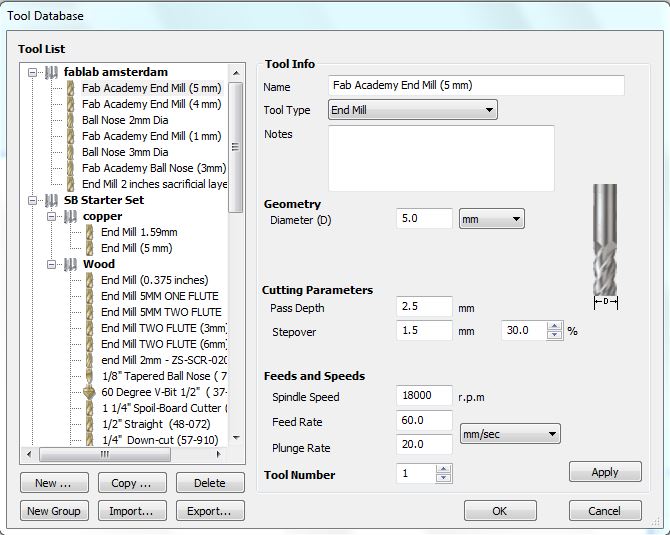 Tool Database
Tool List
fablab amsterdam
Fab Academy End Mill (5 mm)
Fab Academy End Mill (4 mm)
Ball Nose 2mm Dia
Fab Academy End Mill (1 mm)
Ball Nose 3mm Dia
Fab Academy Ball Nose (3mm)
End Mill 2 inches sacrificial laye
SB Starter Set
copper
End Mill 1.59mm
End Mill (5 mm)
Wood
End Mill (0.375 inches)
End Mill 5MM ONE FLUTE
End Mill 5MM TWO FLUTE
End Mill TWO FLUTE (3mm)
End Mill TWO FLUTE (6mm)
end Mill 2mm - ZS-SCR-020
1/8" Tapered Ball Nose ( 7
60 Degree V-Bit 1/2" ( 37-
1 1/4" Spoil-Board Cutter (
1/2" Straight (48-072)
1/4" Down-cut (57-910)
New ...
Copy ...
Delete
New Group
Import...
Export...
Tool Info
Name
Fab Academy End Mill (5 mm)
Tool Type
End Mill
Notes
Geometry
Diameter (D)
5.0
mm
D
Cutting Parameters
Pass Depth
2.5
mm
Stepover
1.5
mm
30.0
%
Feeds and Speeds
Spindle Speed
18000
r.p.m
Feed Rate
60.0
mm/sec
Plunge Rate
20.0
Tool Number
1
Apply
OK
Cancel